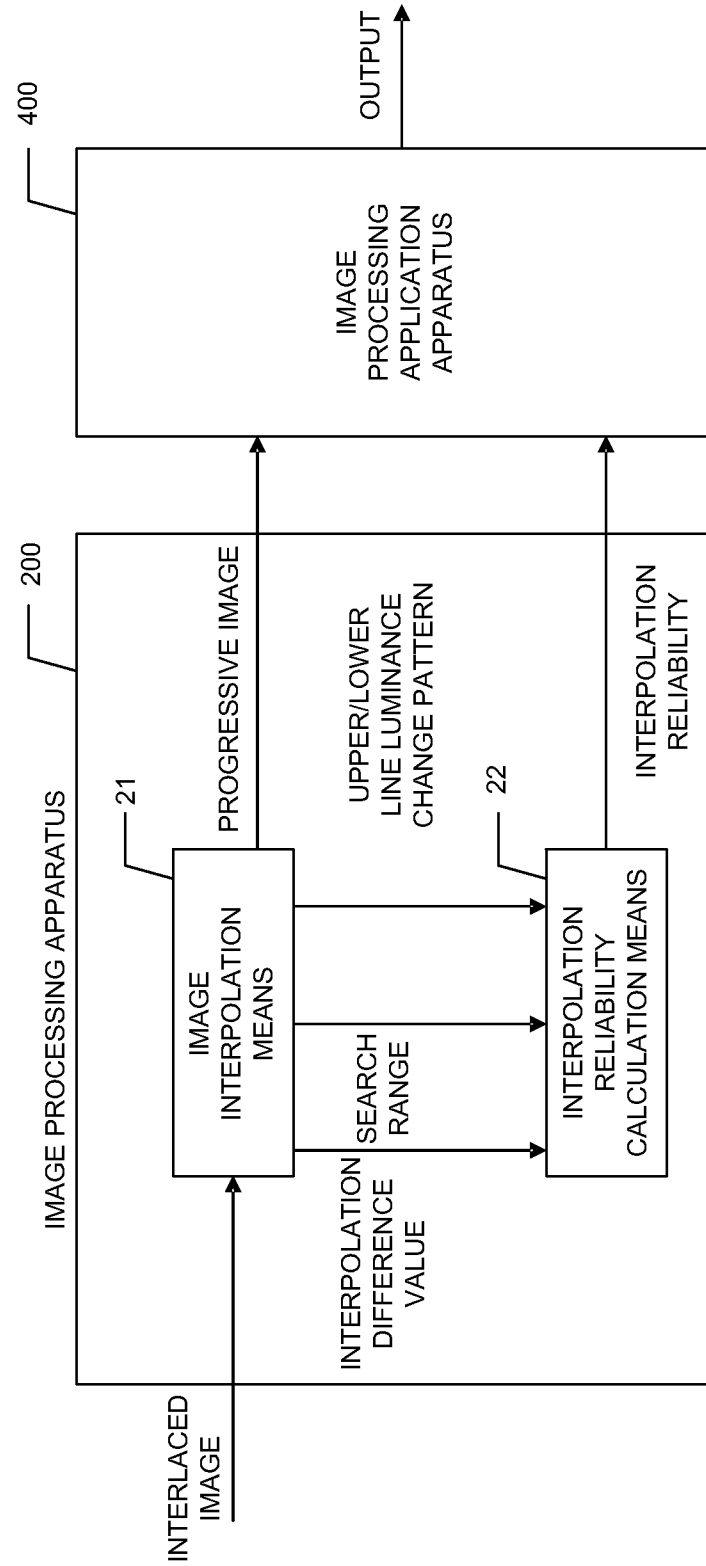 IMAGE PROCESSING APPARATUS
200
400
INTERLACED
IMAGE
21
IMAGE
INTERPOLATION
MEANS
PROGRESSIVE IMAGE
INTERPOLATION
DIFFERENCE
VALUE
SEARCH
RANGE
UPPER/LOWER
LINE LUMINANCE
CHANGE PATTERN
22
INTERPOLATION
RELIABILITY
CALCULATION MEANS
INTERPOLATION
RELIABILITY
IMAGE
PROCESSING
APPLICATION
APPARATUS
OUTPUT